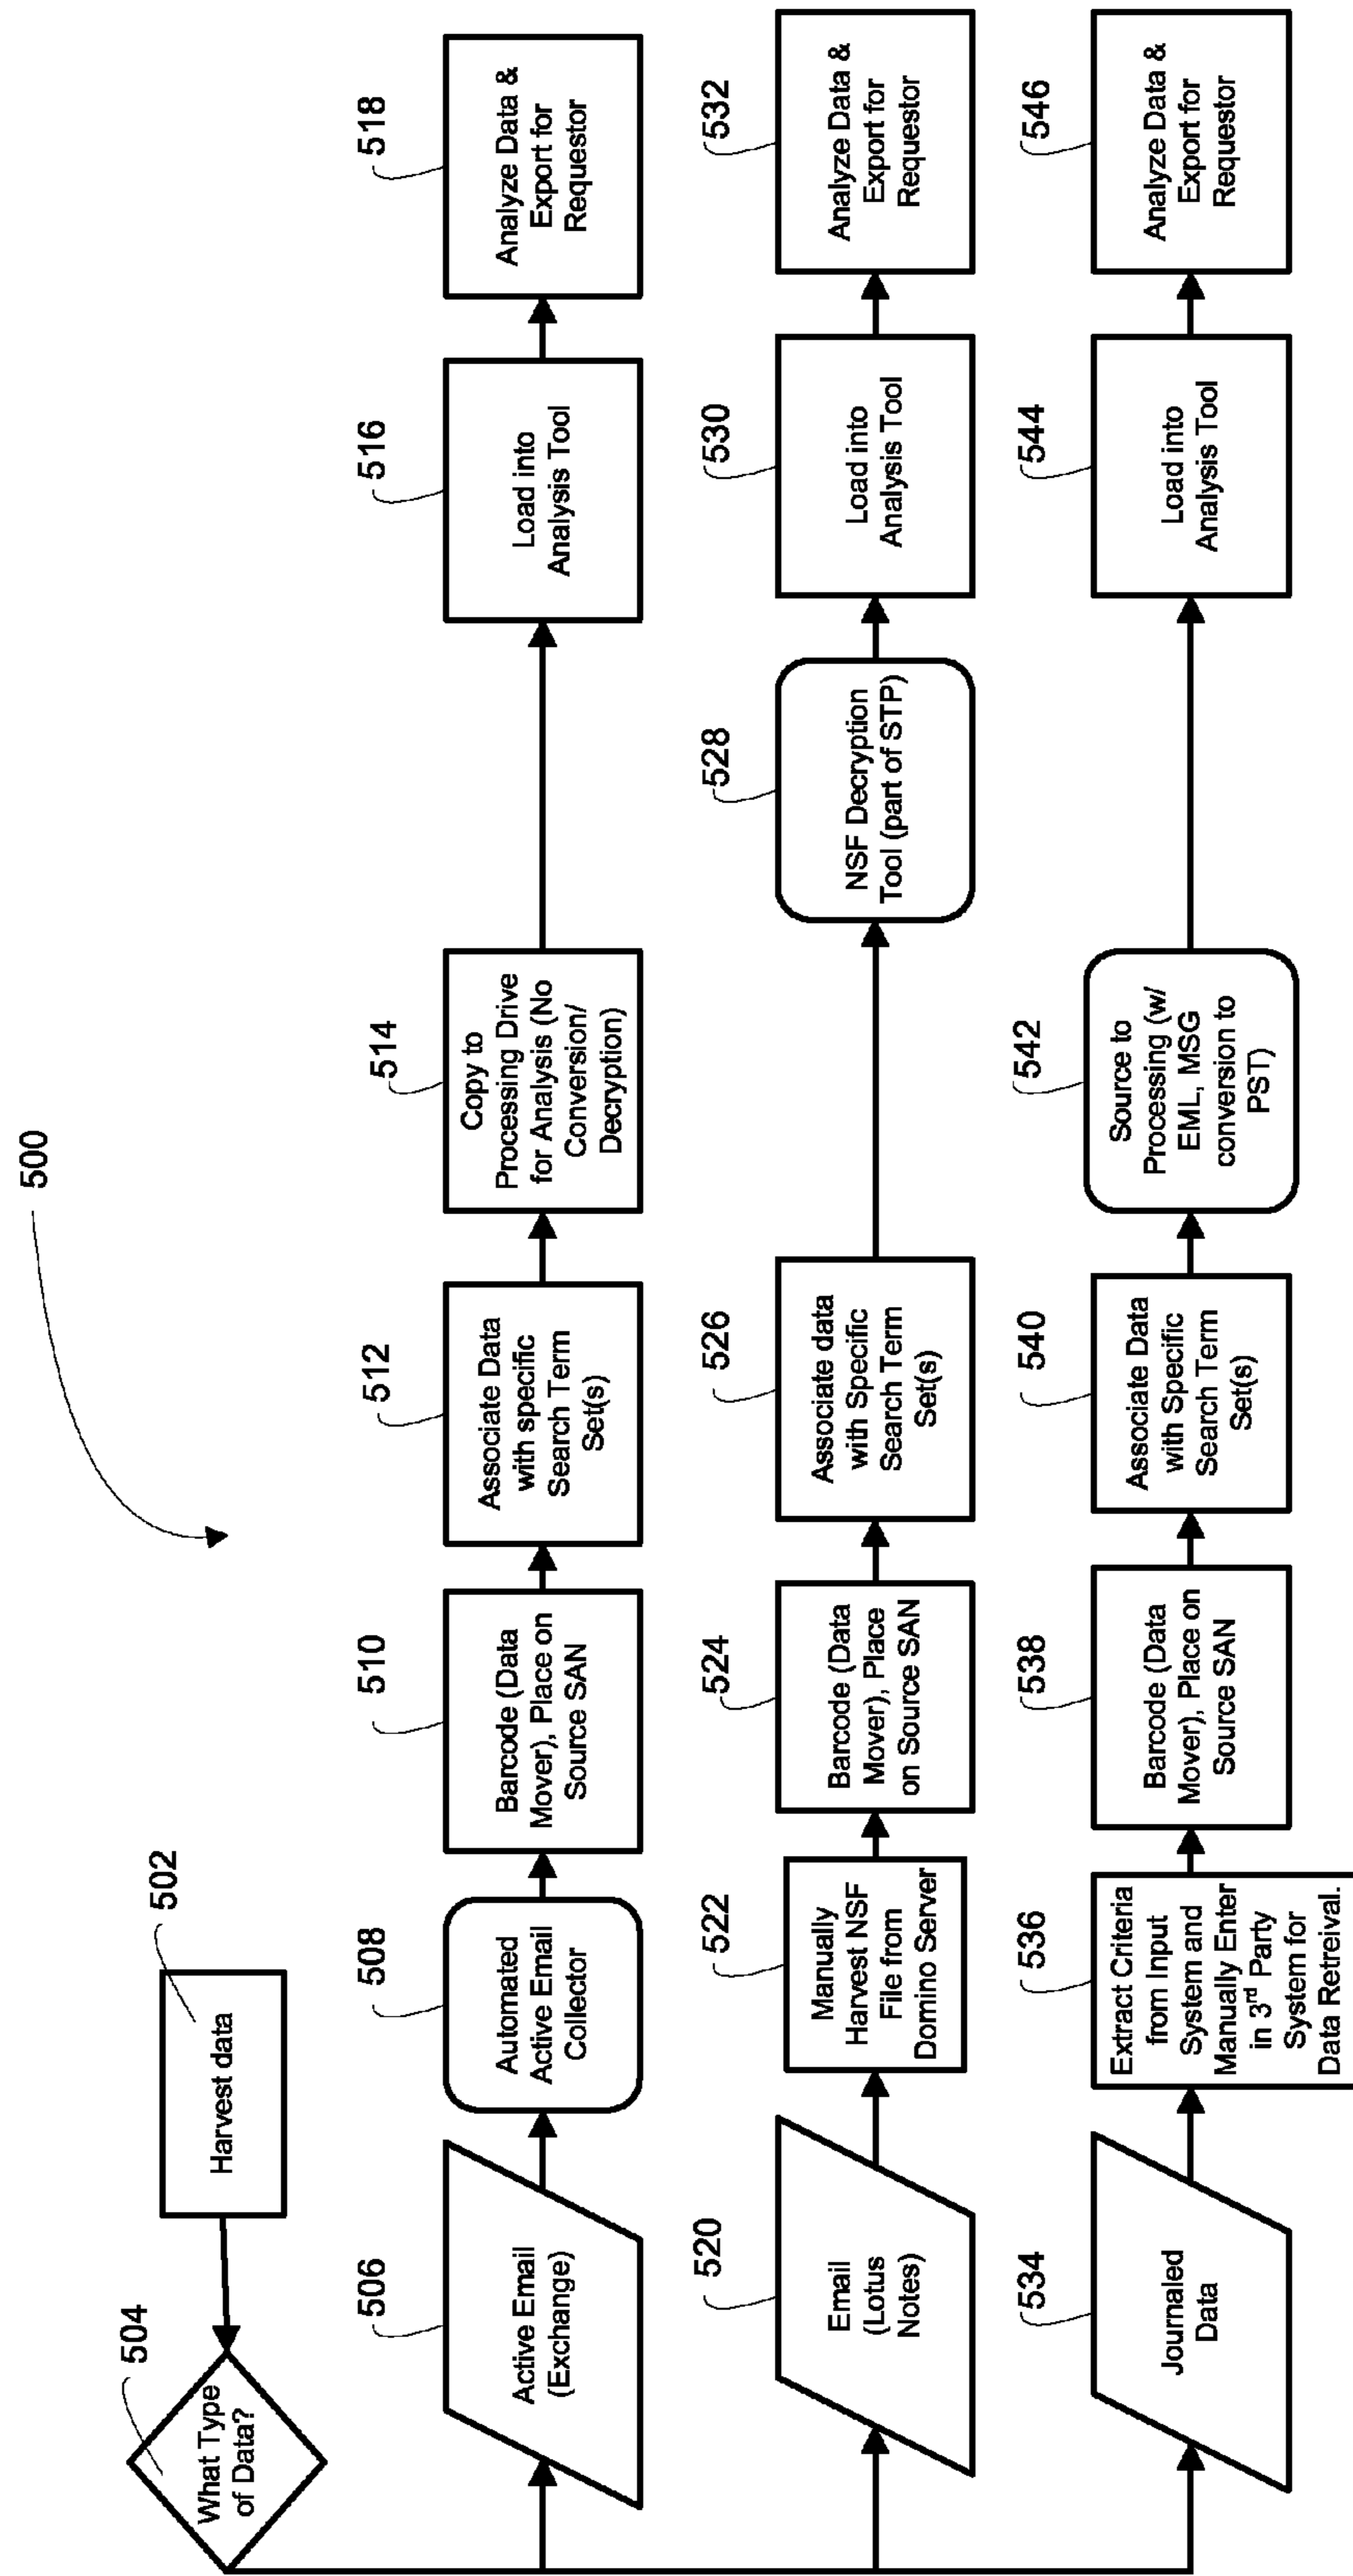 500
502
Harvest data
504
What Type
of Data?
506
Active Email
(Exchange)
508
Automated
Active Email
Collector
510
Barcode (Data
Mover), Place on
Source SAN
512
Associate Data
with specific
Search Term
Set(s)
514
Copy to
Processing Drive
for Analysis (No
Conversion/
Decryption)
516
Load into
Analysis Tool
518
Analyze Data &
Export for
Requestor
520
Email
(Lotus
Notes)
522
Manually
Harvest NSF
File from
Domino Server
524
Barcode (Data
Mover), Place
on Source SAN
526
Associate data
with Specific
Search Term
Set(s)
528
NSF Decryption
Tool (part of STP)
530
Load into
Analysis Tool
532
Analyze Data &
Export for
Requestor
534
Journaled
Data
536
Extract Criteria
from Input
System and
Manually Enter
in 3rd Party
System for
Data Retreival.
538
Barcode (Data
Mover), Place on
Source SAN
540
Associate Data
with Specific
Search Term
Set(s)
542
Source to
Processing (w/
EML, MSG
conversion to
PST)
544
Load into
Analysis Tool
546
Analyze Data &
Export for
Requestor